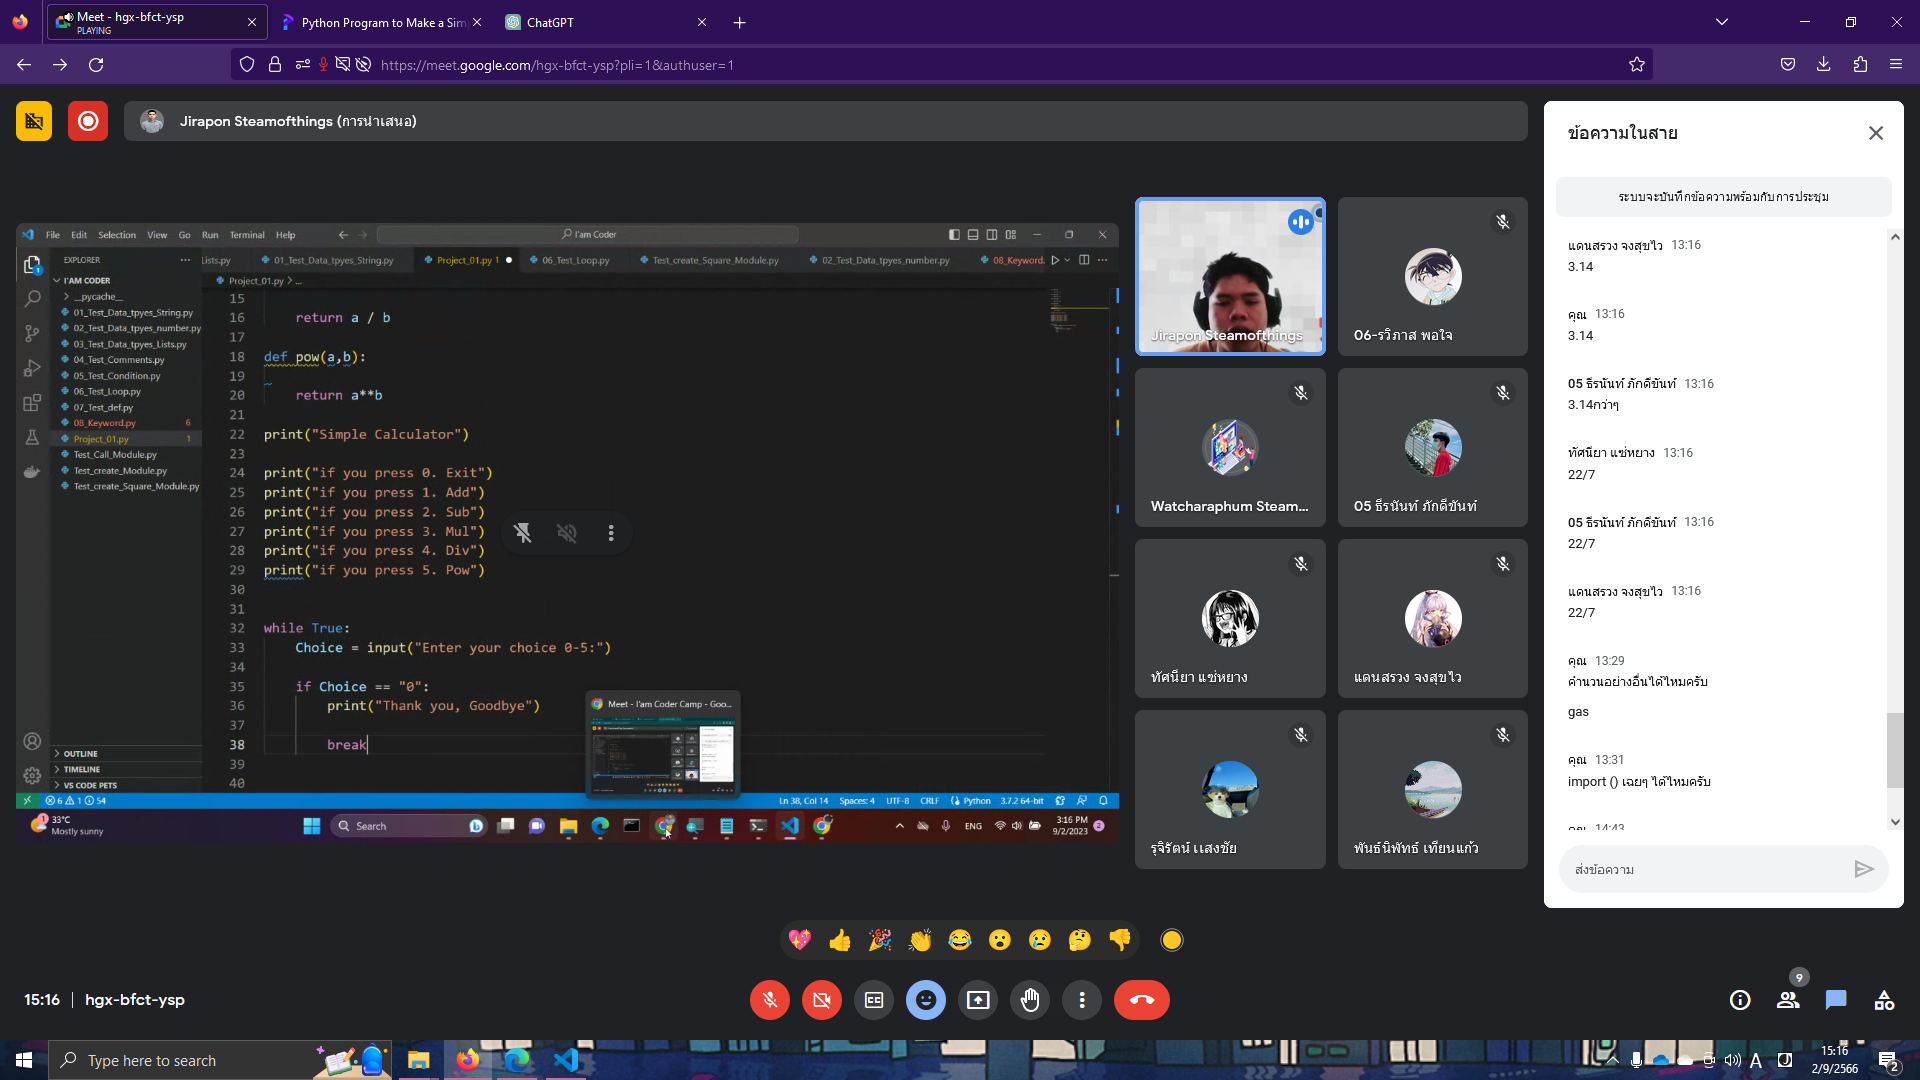 Meet - hgx-bfct-ysp
PLAYING
Python Program to Make a Sim
ChatGPT
https://meet.google.com/hgx-bfct-ysp?pli=1&authuser=1
Jirapon Steamofthings (การนำเสนอ)
File Edit Selection View Go Run Terminal Help
I'am Coder
EXPLORER
Lists.py
01_Test_Data_tpyes_String.py
Project_01.py 1
06_Test_Loop.py
Test_create_Square_Module.py
02_Test_Data_tpyes_number.py
08_Keyword.
Project_01.py > ...
I'AM CODER
__pycache__
01_Test_Data_tpyes_String.py
02_Test_Data_tpyes_number.py
03_Test_Data_tpyes_Lists.py
04_Test_Comments.py
05_Test_Condition.py
06_Test_Loop.py
07_Test_def.py
08_Keyword.py 6
Project_01.py 1
Test_Call_Module.py
Test_create_Module.py
Test_create_Square_Module.py
OUTLINE
TIMELINE
VS CODE PETS
15
16 return a / b
17
18 def pow(a,b):
19
20 return a**b
21
22 print("Simple Calculator")
23
24 print("if you press 0. Exit")
25 print("if you press 1. Add")
26 print("if you press 2. Sub")
27 print("if you press 3. Mul")
28 print("if you press 4. Div")
29 print("if you press 5. Pow")
30
31
32 while True:
33 Choice = input("Enter your choice 0-5:")
34
35 if Choice == "0":
36 print("Thank you, Goodbye")
37
38 break
39
40
Meet - I'am Coder Camp - Goo...
6 1 54
Ln 38, Col 14 Spaces: 4 UTF-8 CRLF Python 3.7.2 64-bit
33°C
Mostly sunny
Search
ENG
3:16 PM
9/2/2023
2
Jirapon Steamofthings
06-รวิภาส พอใจ
Watcharaphum Steam...
05 ธีรนันท์ ภักดีขันท์
ทัศนียา แซ่หยาง
แดนสรวง จงสุขไว
รุจิรัตน์ แสงชัย
พันธ์นิพัทธ์ เทียนแก้ว
ข้อความในสาย
ระบบจะบันทึกข้อความพร้อมกับการประชุม
แดนสรวง จงสุขไว 13:16
3.14
คุณ 13:16
3.14
05 ธีรนันท์ ภักดีขันท์ 13:16
3.14กว่าๆ
ทัศนียา แซ่หยาง 13:16
22/7
05 ธีรนันท์ ภักดีขันท์ 13:16
22/7
แดนสรวง จงสุขไว 13:16
22/7
คุณ 13:29
คำนวนอย่างอื่นได้ไหมครับ
gas
คุณ 13:31
import () เฉยๆ ได้ไหมครับ
คุณ 14:43
ส่งข้อความ
15:16 | hgx-bfct-ysp
9
Type here to search
15:16
2/9/2566
2